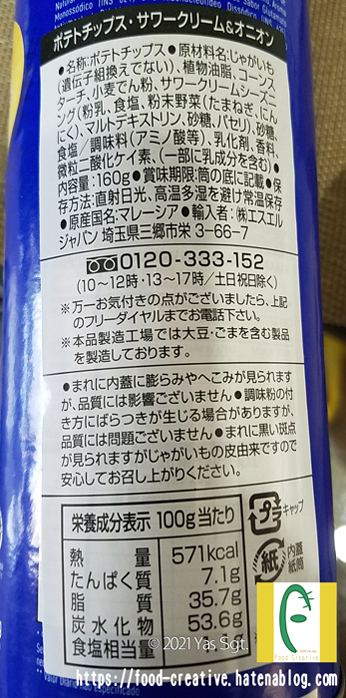 Monossódico (INS 621)
Dissódico (INS
ポテトチップス・サワークリーム&オニオン
●名称:ポテトチップス●原材料名:じゃがいも
(遺伝子組換えでない)、植物油脂、コーンス
ターチ、小麦でん粉、サワークリームシーズニ
ング(粉乳、食塩、粉末野菜(たまねぎ、にん
にく)、マルトデキストリン、砂糖、パセリ)、砂糖、
食塩/調味料(アミノ酸等)、乳化剤、香料、
微粒二酸化ケイ素、(一部に乳成分を含む)●
内容量:160g●賞味期限:筒の底に記載●保
存方法:直射日光、高温多湿を避け常温保存
●原産国名:マレーシア●輸入者:㈱エスエル
ジャパン 埼玉県三郷市栄 3-66-7
0120-333-152
(10〜12時・13〜17時/土日祝日除く)
※万一お気付きの点がございましたら、上記
のフリーダイヤルまでお電話下さい。
※本品製造工場では大豆・ごまを含む製品
を製造しております。
●まれに内蓋に膨らみやへこみが見られます
が、品質には影響ございません●調味粉の付
き方にばらつきが生じる場合がありますが、
品質には問題ございません●まれに黒い斑点
が見られますがじゃがいもの皮由来ですので
安心してお召し上がりください。
栄養成分表示 100g当たり
熱量 571kcal
たんぱく質 7.1g
脂質 35.7g
炭水化物 53.6g
食塩相当量
プラ キャップ
紙 内蓋 紙筒
© 2021 Yas Sgt.
Food Creative
https://food-creative.hatenablog.com